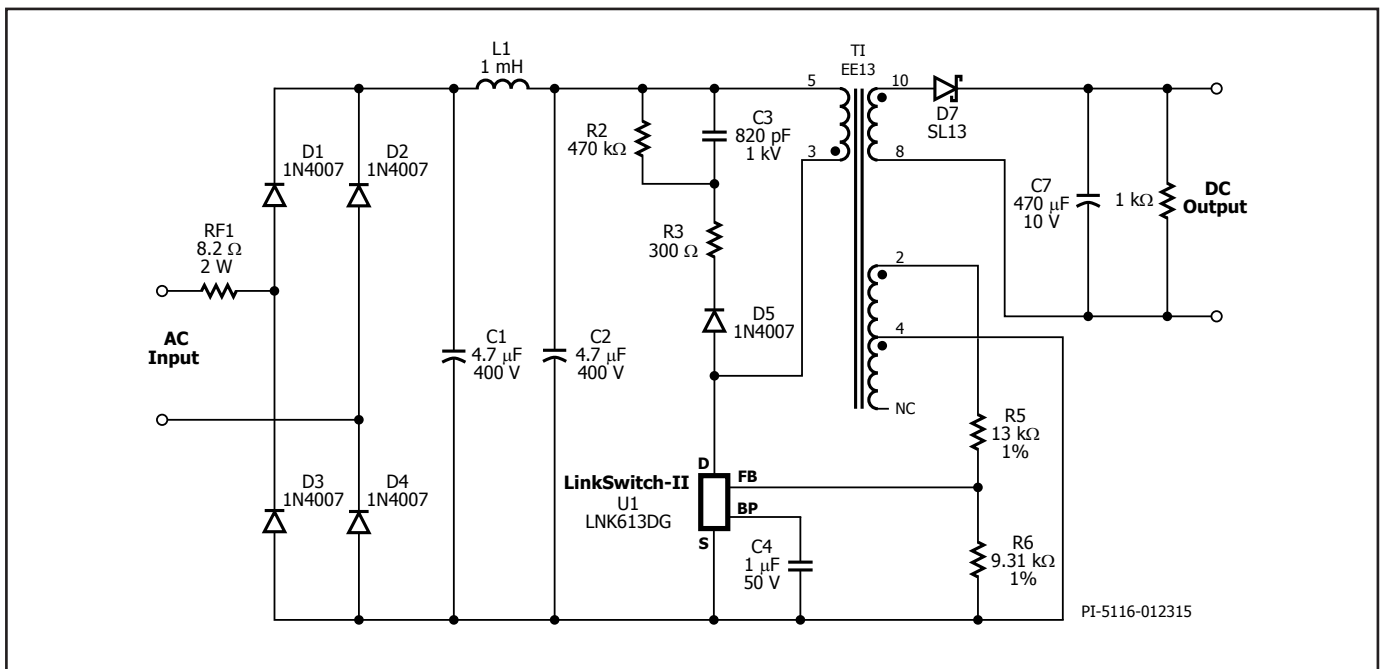 L1
1 mH
TI
EE13
5
10
D7
SL13
3
8
R2
470 kΩ
C3
820 pF
1 kV
D1
1N4007
D2
1N4007
C7
470 µF
10 V
1 kΩ
DC
Output
RF1
8.2 Ω
2 W
R3
300 Ω
2
AC
Input
C1
4.7 µF
400 V
C2
4.7 µF
400 V
D5
1N4007
4
NC
R5
13 kΩ
1%
D3
1N4007
D4
1N4007
LinkSwitch-II
U1
LNK613DG
D
FB
BP
S
C4
1 µF
50 V
R6
9.31 kΩ
1%
PI-5116-012315